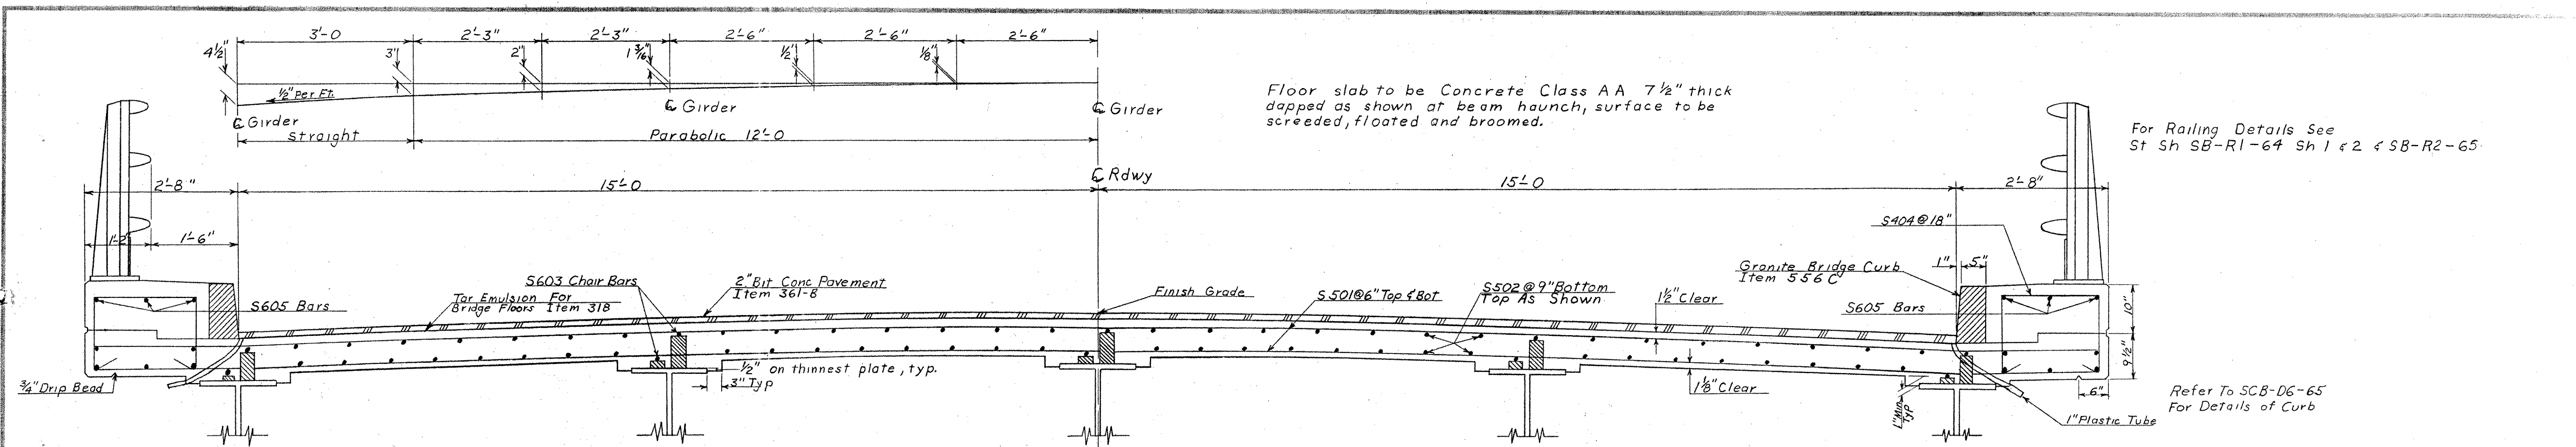 3'-0 2'-3" 2'-3" 2'-6" 2'-6" 2'-6"
4½" 3" 2" 1 3/16" ½" ⅛"
½" Per Ft.
℄ Girder
℄ Girder
℄ Girder
Straight
Parabolic 12'-0
Floor slab to be Concrete Class AA 7½" thick
dapped as shown at beam haunch, surface to be
screeded, floated and broomed.
For Railing Details See
St Sh SB-R1-64 Sh 1 & 2 & SB-R2-65
℄ Rdwy
2'-8" 15'-0 15'-0 2'-8"
1'-2" 1'-6"
S404@18"
S605 Bars
Tar Emulsion For
Bridge Floors Item 318
S603 Chair Bars
2" Bit Conc Pavement
Item 361-8
Finish Grade
S501@6" Top & Bot
S502 @ 9" Bottom
Top As Shown
1½" Clear
Granite Bridge Curb
Item 556 C
1" 5"
S605 Bars
10"
9½"
¾" Drip Bead
½" on thinnest plate, typ.
3" Typ
1⅛" Clear
1" Min
Typ
6"
1" Plastic Tube
Refer To SCB-D6-65
For Details of Curb